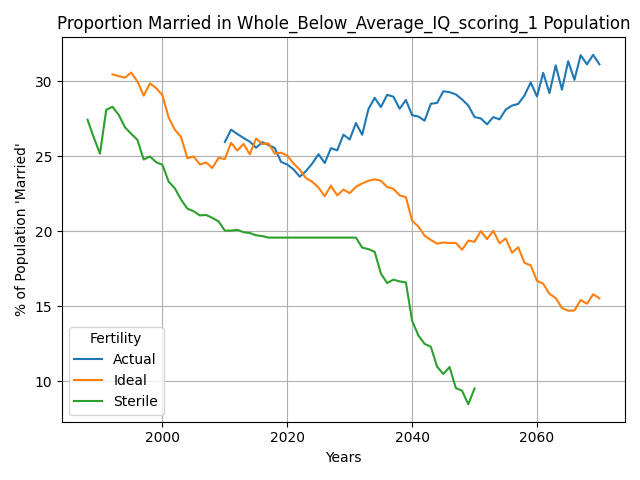 Proportion Married in Whole_Below_Average_IQ_scoring_1 Population
% of Population 'Married'
30
25
20
15
10
Fertility
Actual
Ideal
Sterile
2000 2020 2040 2060
Years